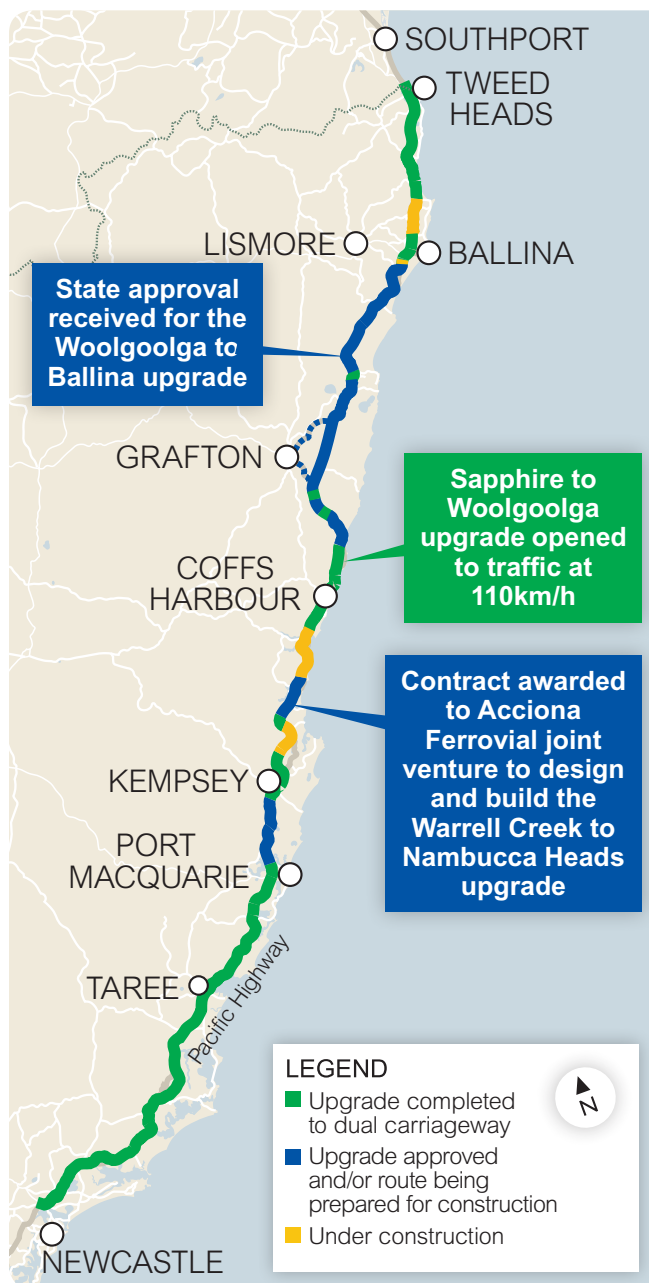 SOUTHPORT
TWEED
HEADS
LISMORE
BALLINA
State approval
received for the
Woolgoolga to
Ballina upgrade
GRAFTON
Sapphire to
Woolgoolga
upgrade opened
to traffic at
110km/h
COFFS
HARBOUR
Contract awarded
to Acciona
Ferrovial joint
venture to design
and build the
Warrell Creek to
Nambucca Heads
upgrade
KEMPSEY
PORT
MACQUARIE
TAREE
Pacific Highway
LEGEND
Upgrade completed
to dual carriageway
Upgrade approved
and/or route being
prepared for construction
Under construction
N
NEWCASTLE